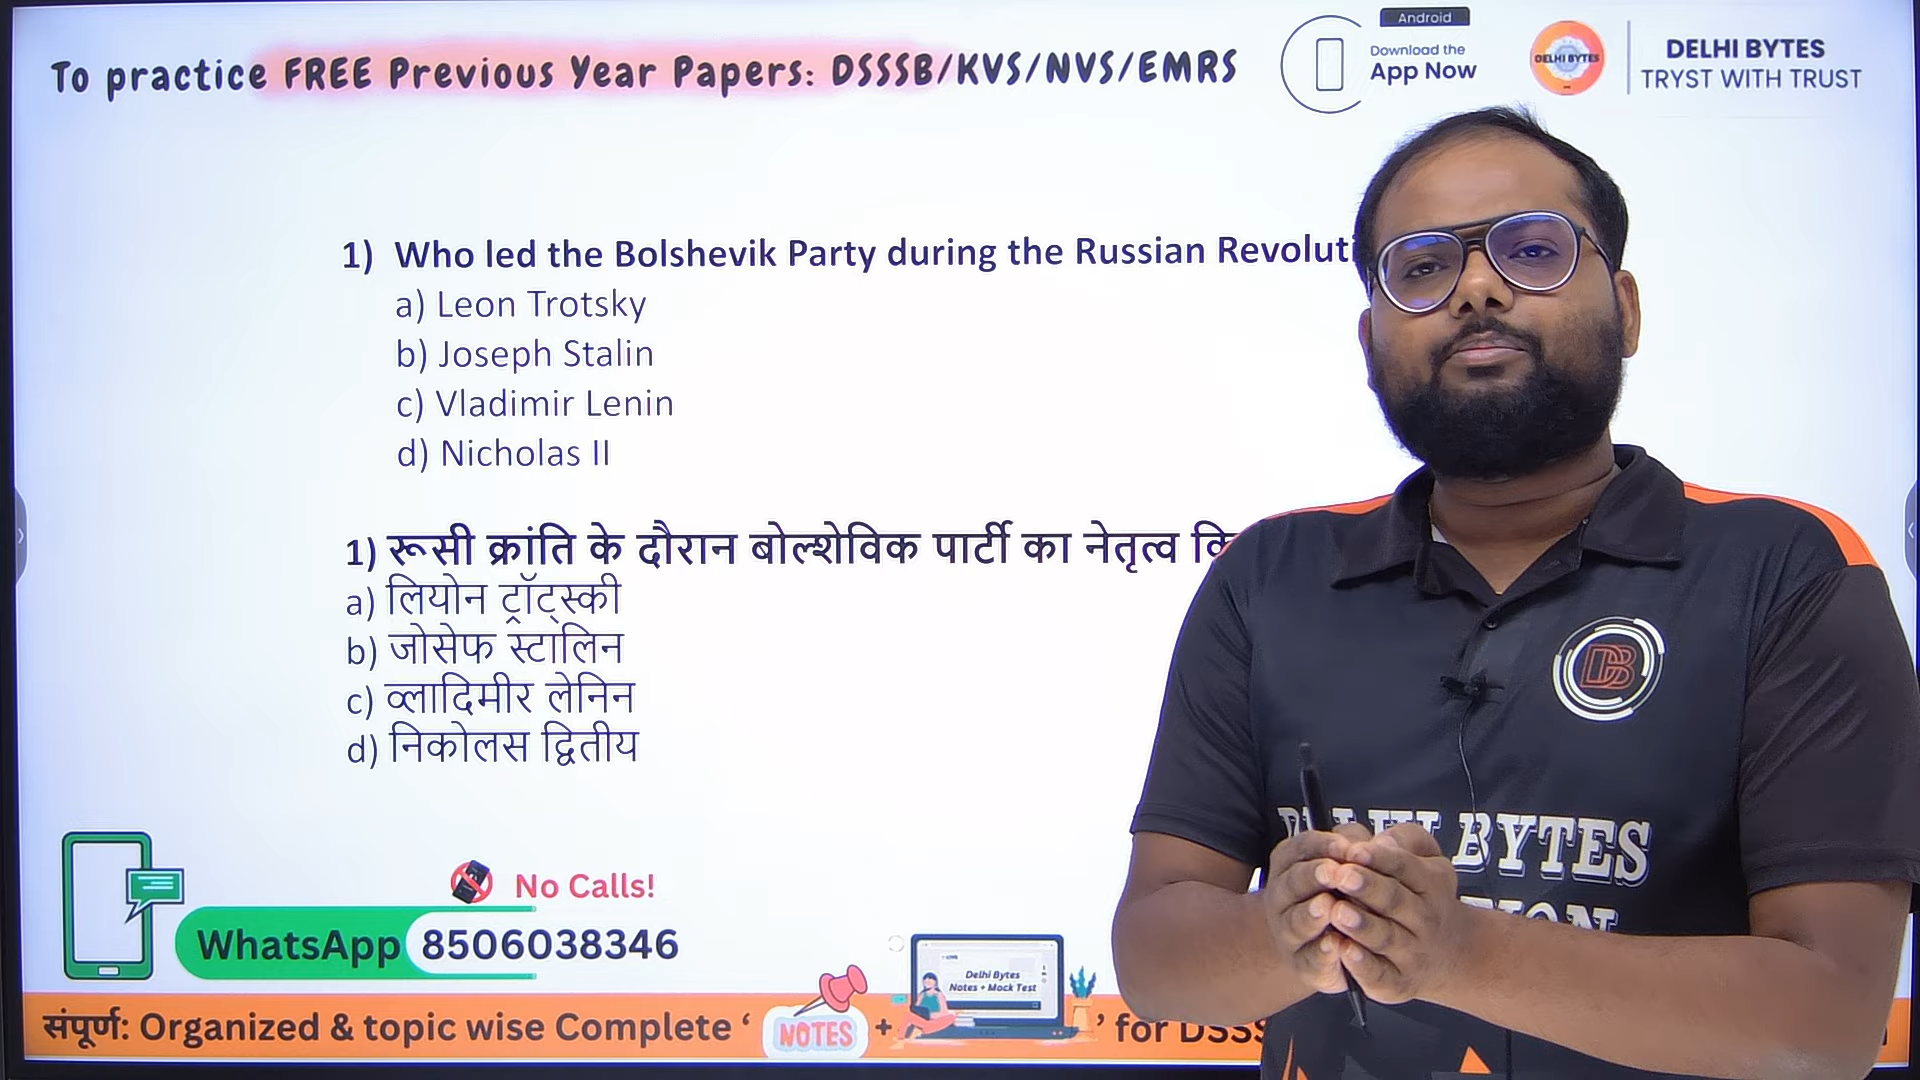 To practice FREE Previous Year Papers: DSSSB/KVS/NVS/EMRS
Android
Download the
App Now
DELHI BYTES
DELHI BYTES
TRYST WITH TRUST
1) Who led the Bolshevik Party during the Russian Revoluti
a) Leon Trotsky
b) Joseph Stalin
c) Vladimir Lenin
d) Nicholas II
1) रूसी क्रांति के दौरान बोल्शेविक पार्टी का नेतृत्व कि
a) लियोन ट्रॉट्स्की
b) जोसेफ स्टालिन
c) व्लादिमीर लेनिन
d) निकोलस द्वितीय
DB
DELHI BYTES
No Calls!
WhatsApp 8506038346
Delhi Bytes
Notes + Mock Test
संपूर्ण: Organized & topic wise Complete ‘ NOTES + ’ for DSSS